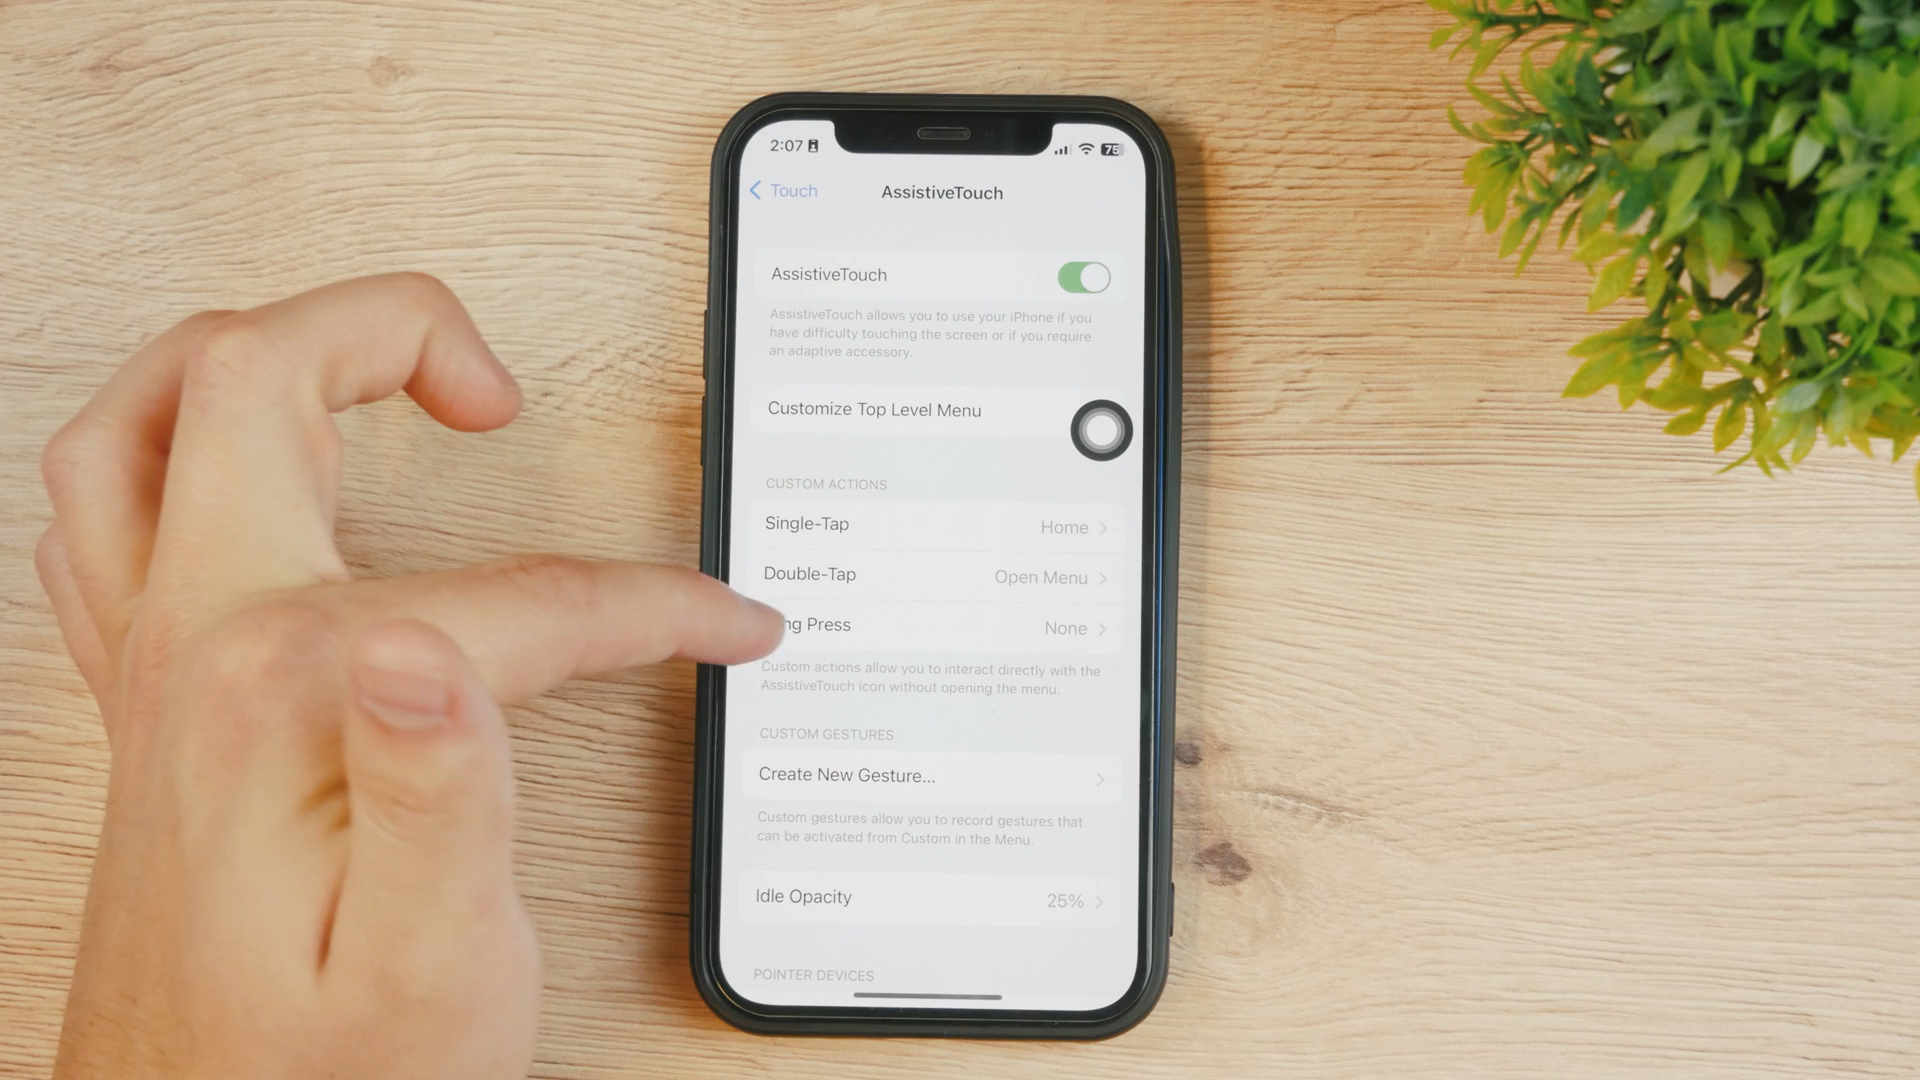 2:07
75
Touch
AssistiveTouch
AssistiveTouch
AssistiveTouch allows you to use your iPhone if you
have difficulty touching the screen or if you require
an adaptive accessory.
Customize Top Level Menu
CUSTOM ACTIONS
Single-Tap Home
Double-Tap Open Menu
Press None
Custom actions allow you to interact directly with the
AssistiveTouch icon without opening the menu.
CUSTOM GESTURES
Create New Gesture...
Custom gestures allow you to record gestures that
can be activated from Custom in the Menu.
Idle Opacity 25%
POINTER DEVICES